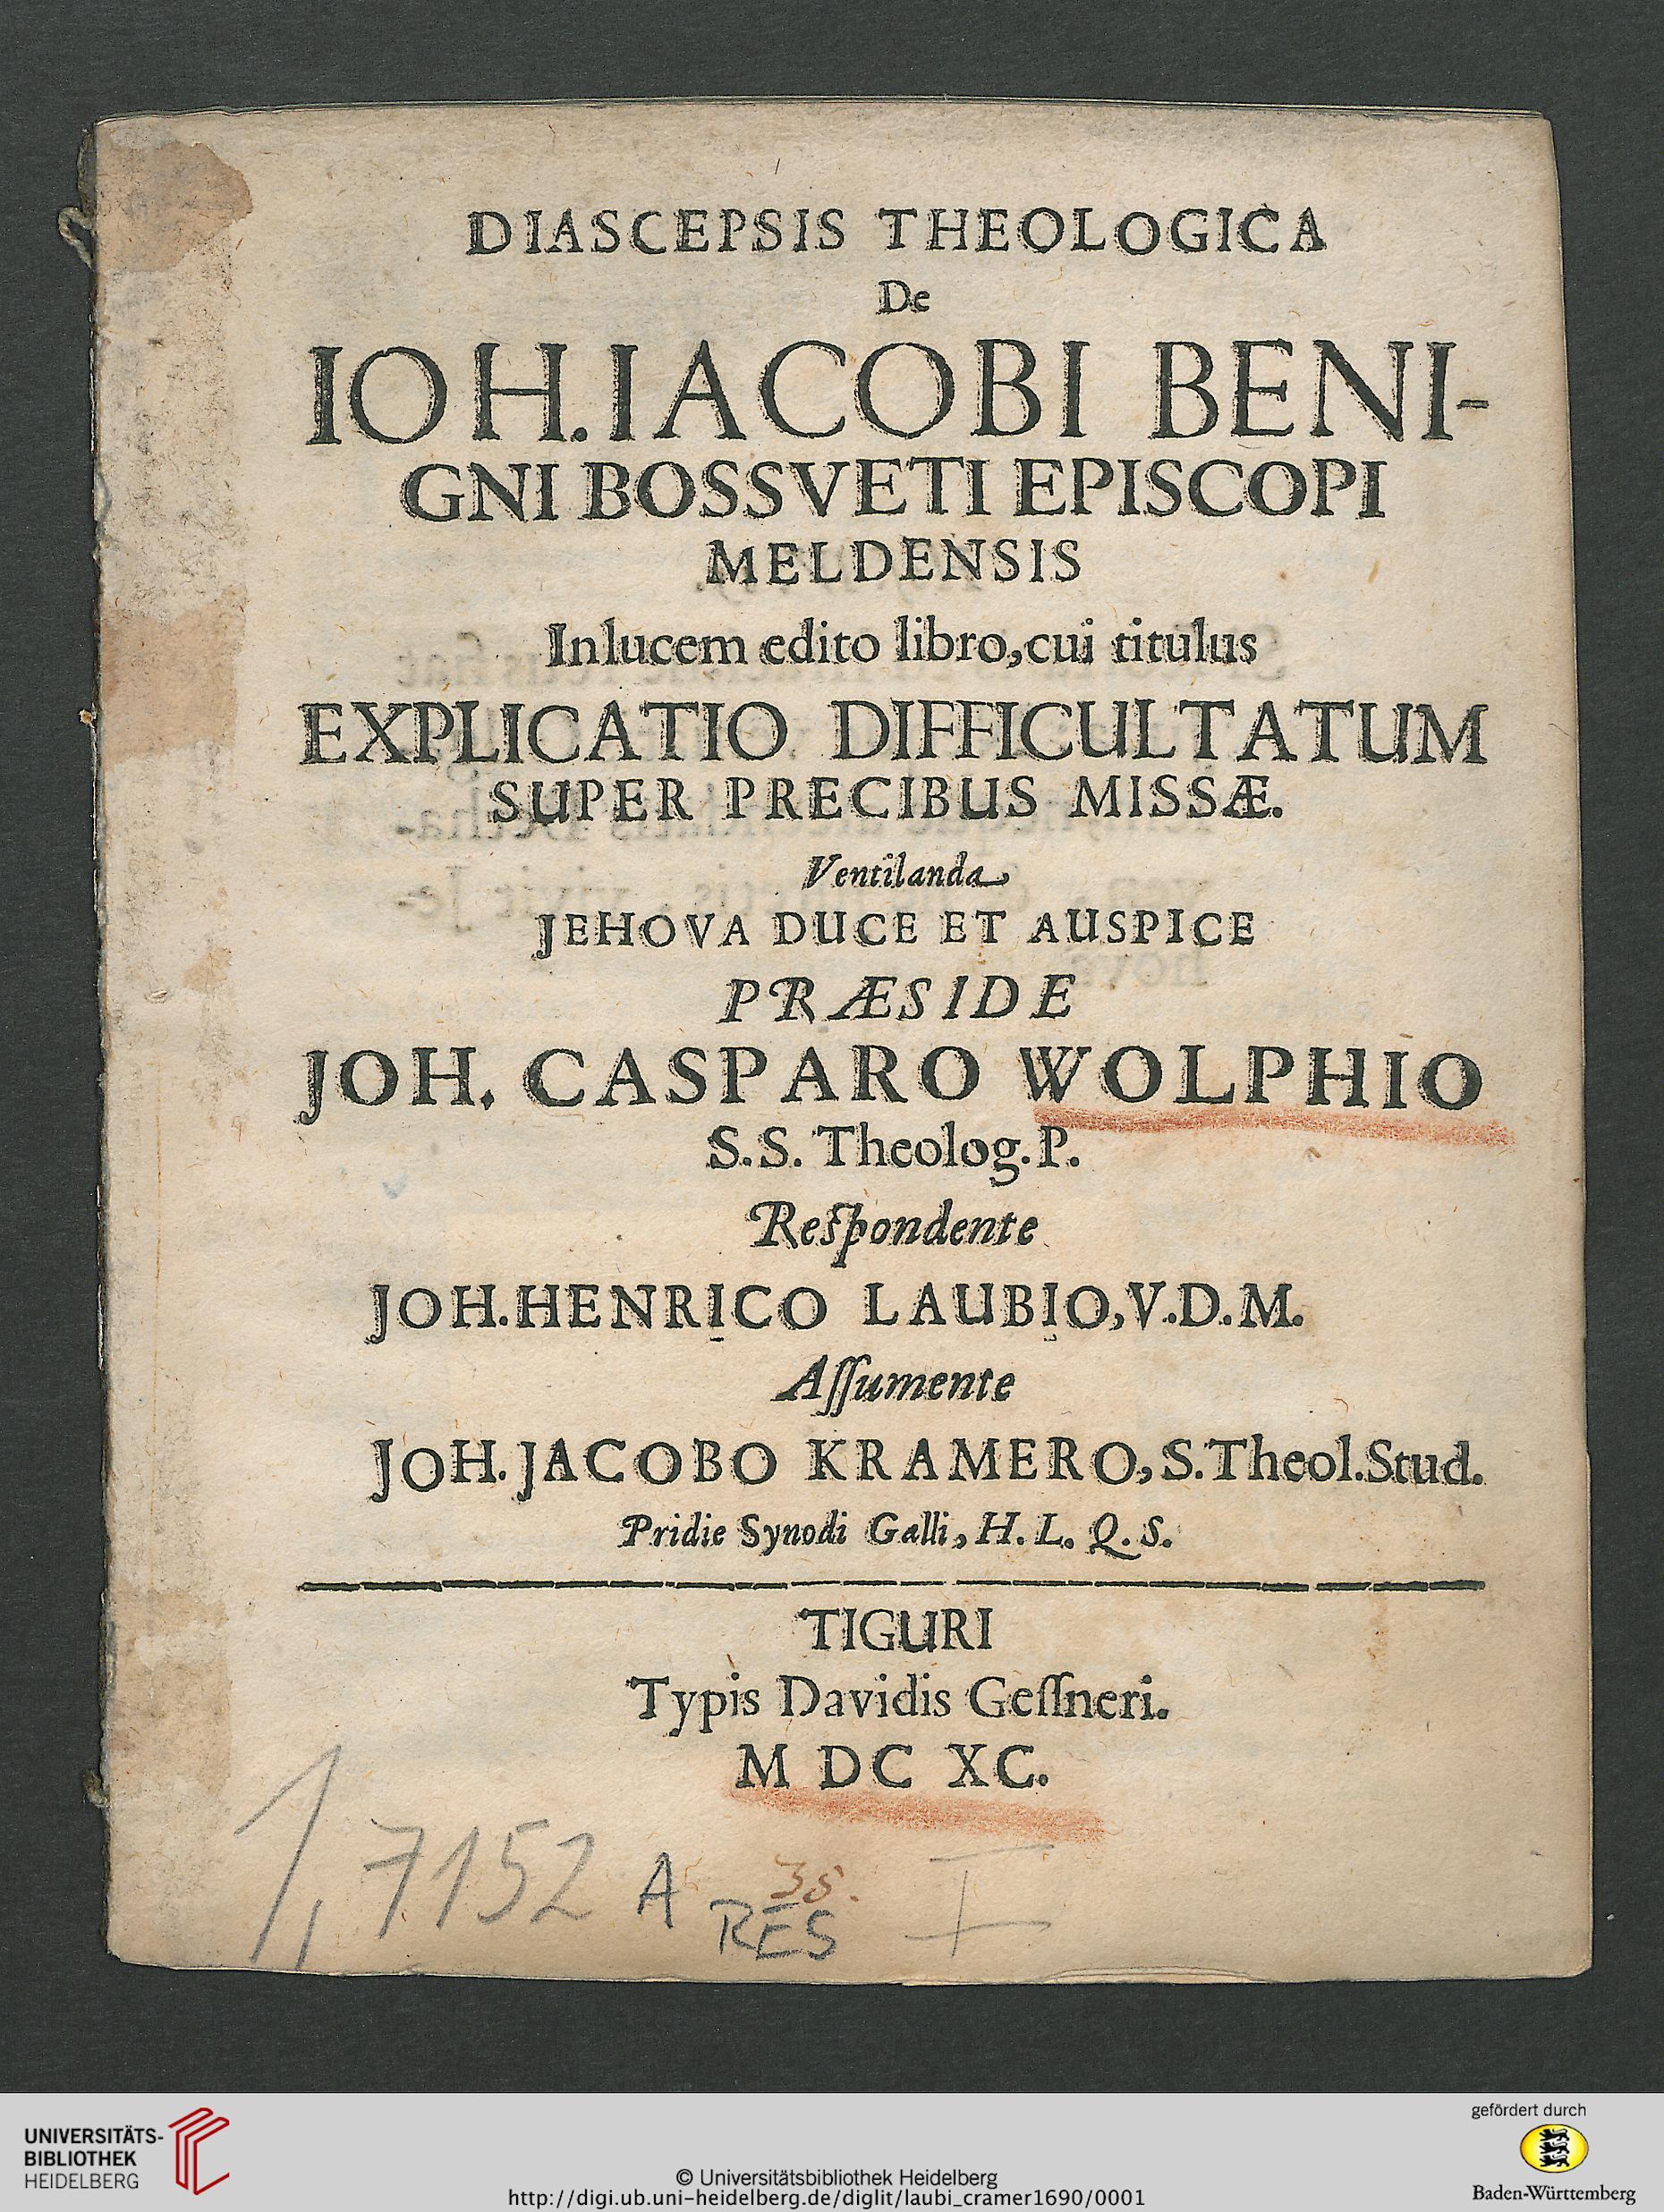 DIASCEPSIS THEOLOGICA
De
IOH. IACOBI BENI-
GNI BOSSVETI EPISCOPI
MELDENSIS
In lucem edito libro, cui titulus
EXPLICATIO DIFFICULTATUM
SUPER PRECIBUS MISSÆ.
Ventilanda
JEHOVA DUCE ET AUSPICE
PRÆSIDE
JOH. CASPARO WOLPHIO
S.S. Theolog. P.
Reſpondente
JOH. HENRICO LAUBIO, V.D.M.
Aſſumente
JOH. JACOBO KRAMERO, S. Theol. Stud.
Pridie Synodi Galli, H. L. Q. S.
TIGURI
Typis Davidis Geſſneri.
M DC XC.
1, 7152 A 35. I
RES
UNIVERSITÄTS-
BIBLIOTHEK
HEIDELBERG
© Universitätsbibliothek Heidelberg
http://digi.ub.uni-heidelberg.de/diglit/laubi_cramer1690/0001
gefördert durch
Baden-Württemberg